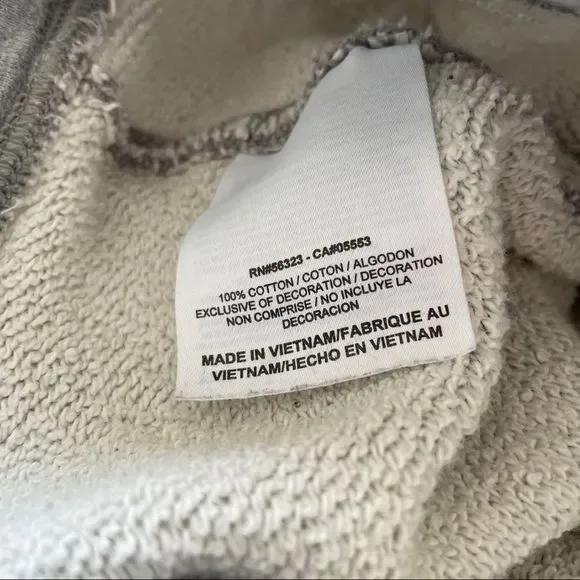 RN#56323 - CA#05553
100% COTTON / COTON / ALGODON
EXCLUSIVE OF DECORATION / DECORATION
NON COMPRISE / NO INCLUYE LA
DECORACION
MADE IN VIETNAM/FABRIQUE AU
VIETNAM/HECHO EN VIETNAM